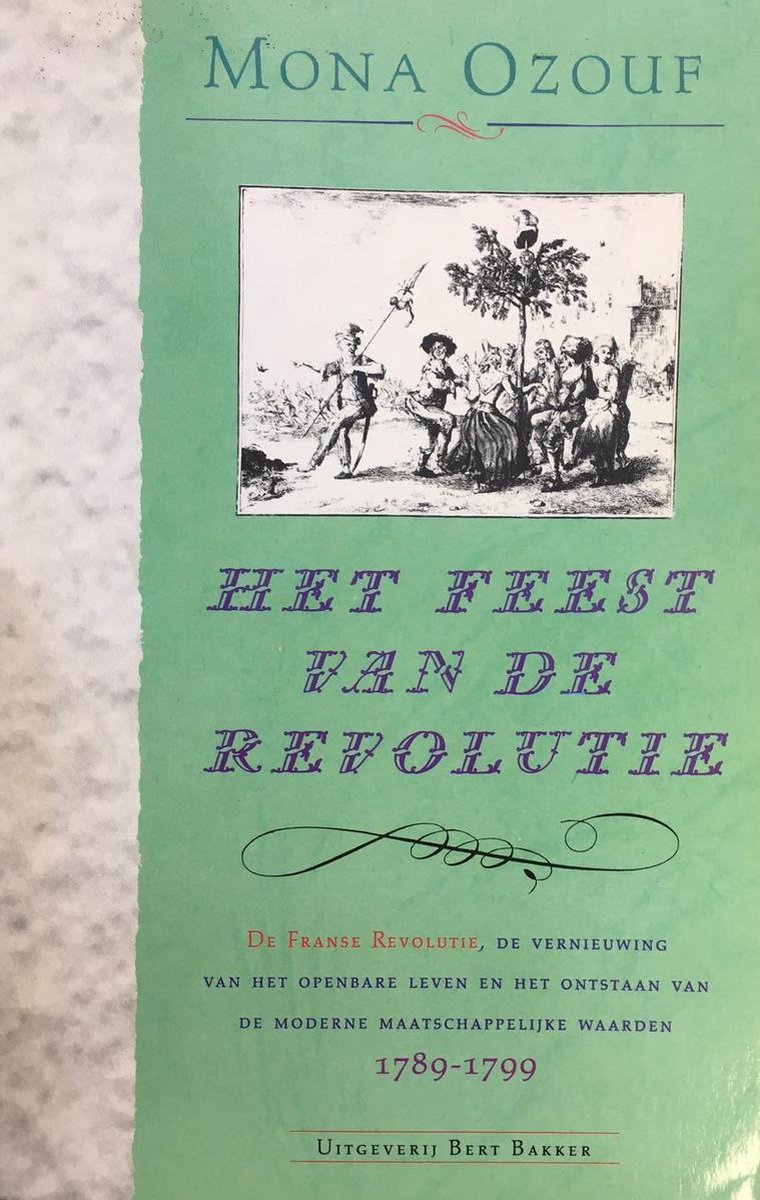 Mona Ozouf
HET FEEST
VAN DE
REVOLUTIE
De Franse Revolutie, de vernieuwing
van het openbare leven en het ontstaan van
de moderne maatschappelijke waarden
1789-1799
Uitgeverij Bert Bakker